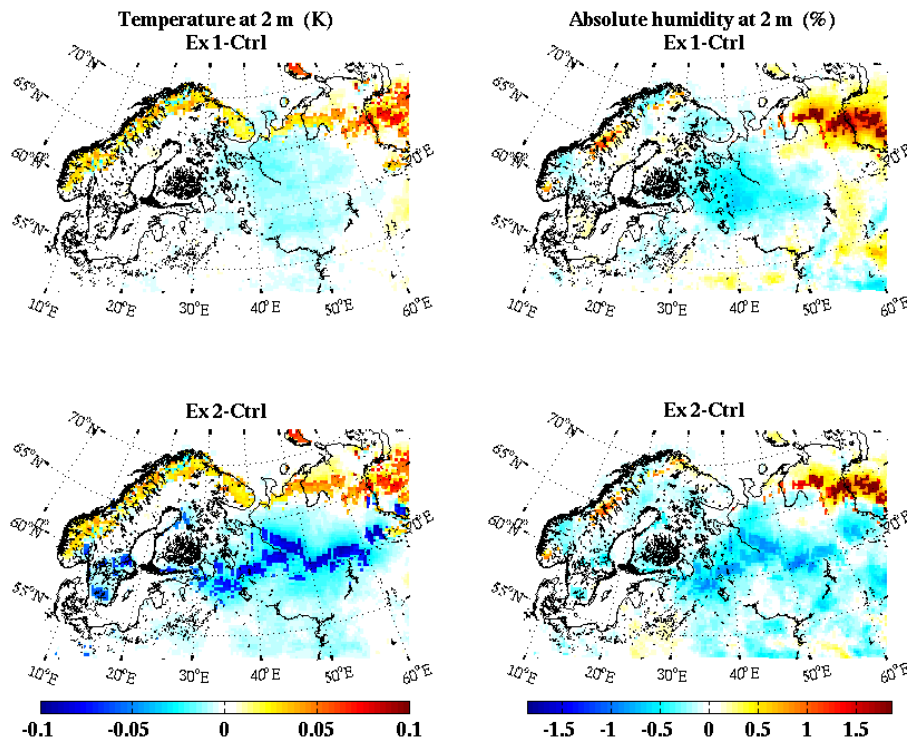 Temperature at 2 m (K)
Ex 1-Ctrl
Absolute humidity at 2 m (%)
Ex 1-Ctrl
70°N
65°N
60°N
55°N
10°E
20°E
30°E
40°E
50°E
60°E
70°E
70°N
65°N
60°N
55°N
10°E
20°E
30°E
40°E
50°E
60°E
70°E
Ex 2-Ctrl
Ex 2-Ctrl
70°N
65°N
60°N
55°N
10°E
20°E
30°E
40°E
50°E
60°E
70°E
70°N
65°N
60°N
55°N
10°E
20°E
30°E
40°E
50°E
60°E
70°E
-0.1 -0.05 0 0.05 0.1
-1.5 -1 -0.5 0 0.5 1 1.5